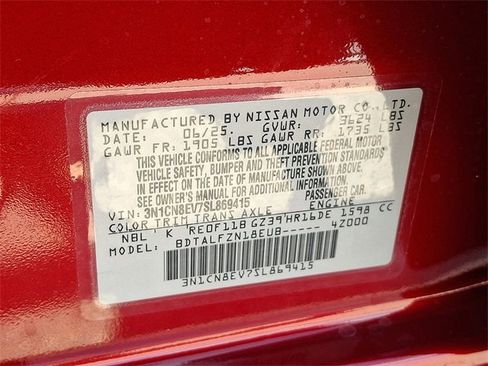 MANUFACTURED BY NISSAN MOTOR CO., LTD.
DATE: 06/25. GVWR: 3624 LBS
GAWR FR: 1905 LBS GAWR RR: 1735 LBS
THIS VEHICLE CONFORMS TO ALL APPLICABLE FEDERAL MOTOR
VEHICLE SAFETY, BUMPER AND THEFT PREVENTION STANDARDS
IN EFFECT ON THE DATE OF MANUFACTURE SHOWN ABOVE.
SEE OWNER'S MANUAL FOR ADDITIONAL INFORMATION.
VIN: 3N1CN8EV7SL869415 PASSENGER CAR.
COLOR TRIM TRANS AXLE ENGINE
NBL K RE0F11B GZ39 HR16DE 1598 CC
MODEL: BDTALFZN18EUB----- 42000
3N1CN8EV7SL869415